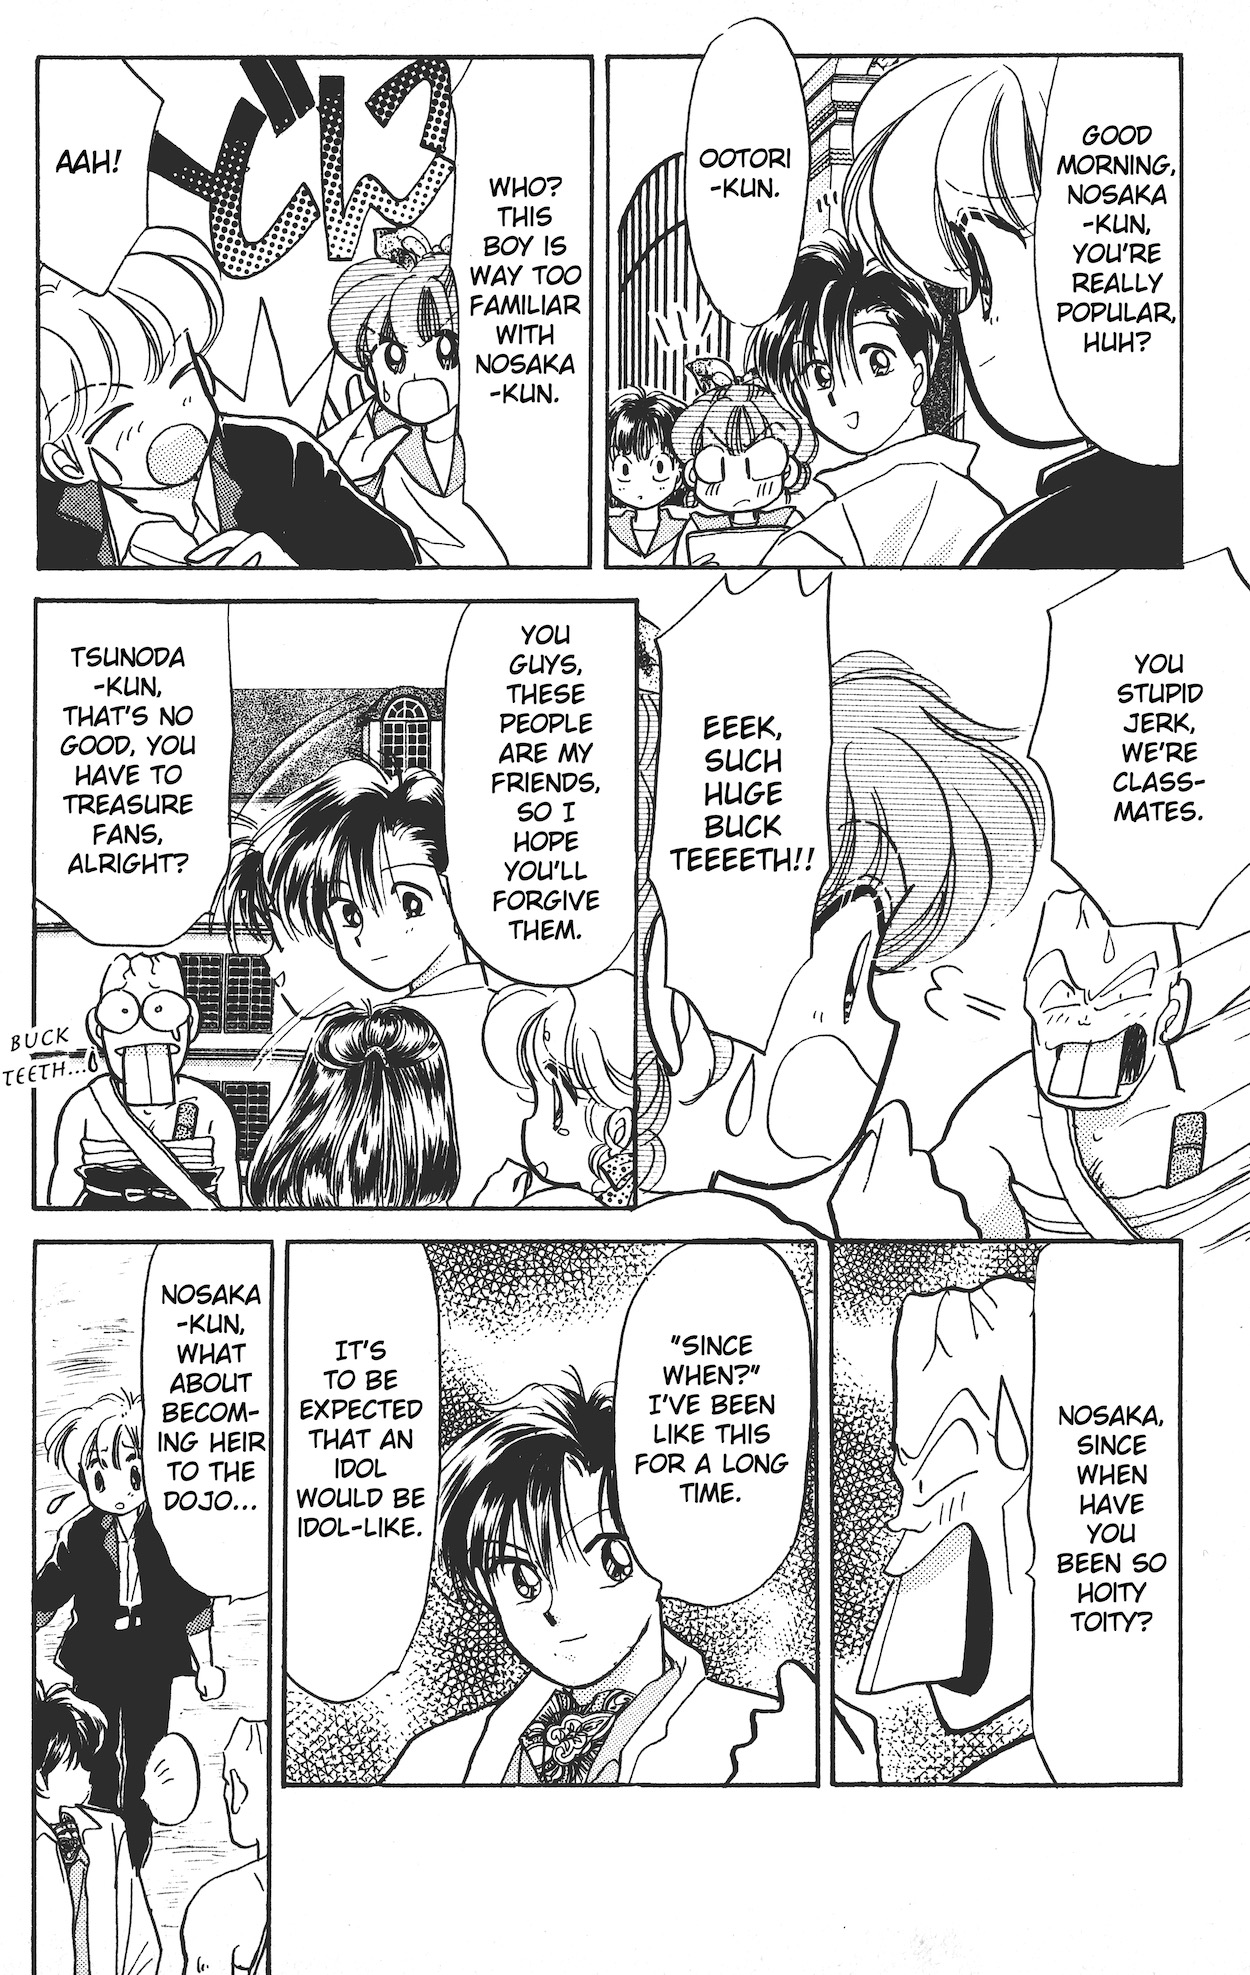 GOOD
MORNING,
NOSAKA
-KUN,
YOU'RE
REALLY
POPULAR,
HUH?
OOTORI
-KUN.
WHO?
THIS
BOY IS
WAY TOO
FAMILIAR
WITH
NOSAKA
-KUN.
AAH!
YOU
STUPID
JERK,
WE'RE
CLASS-
MATES.
EEEK,
SUCH
HUGE
BUCK
TEEEETH!!
YOU
GUYS,
THESE
PEOPLE
ARE MY
FRIENDS,
SO I
HOPE
YOU'LL
FORGIVE
THEM.
TSUNODA
-KUN,
THAT'S NO
GOOD, YOU
HAVE TO
TREASURE
FANS,
ALRIGHT?
BUCK
TEETH...
NOSAKA,
SINCE
WHEN
HAVE
YOU
BEEN SO
HOITY
TOITY?
"SINCE
WHEN?"
I'VE BEEN
LIKE THIS
FOR A LONG
TIME.
IT'S
TO BE
EXPECTED
THAT AN
IDOL
WOULD BE
IDOL-LIKE.
NOSAKA
-KUN,
WHAT
ABOUT
BECOM-
ING HEIR
TO THE
DOJO...